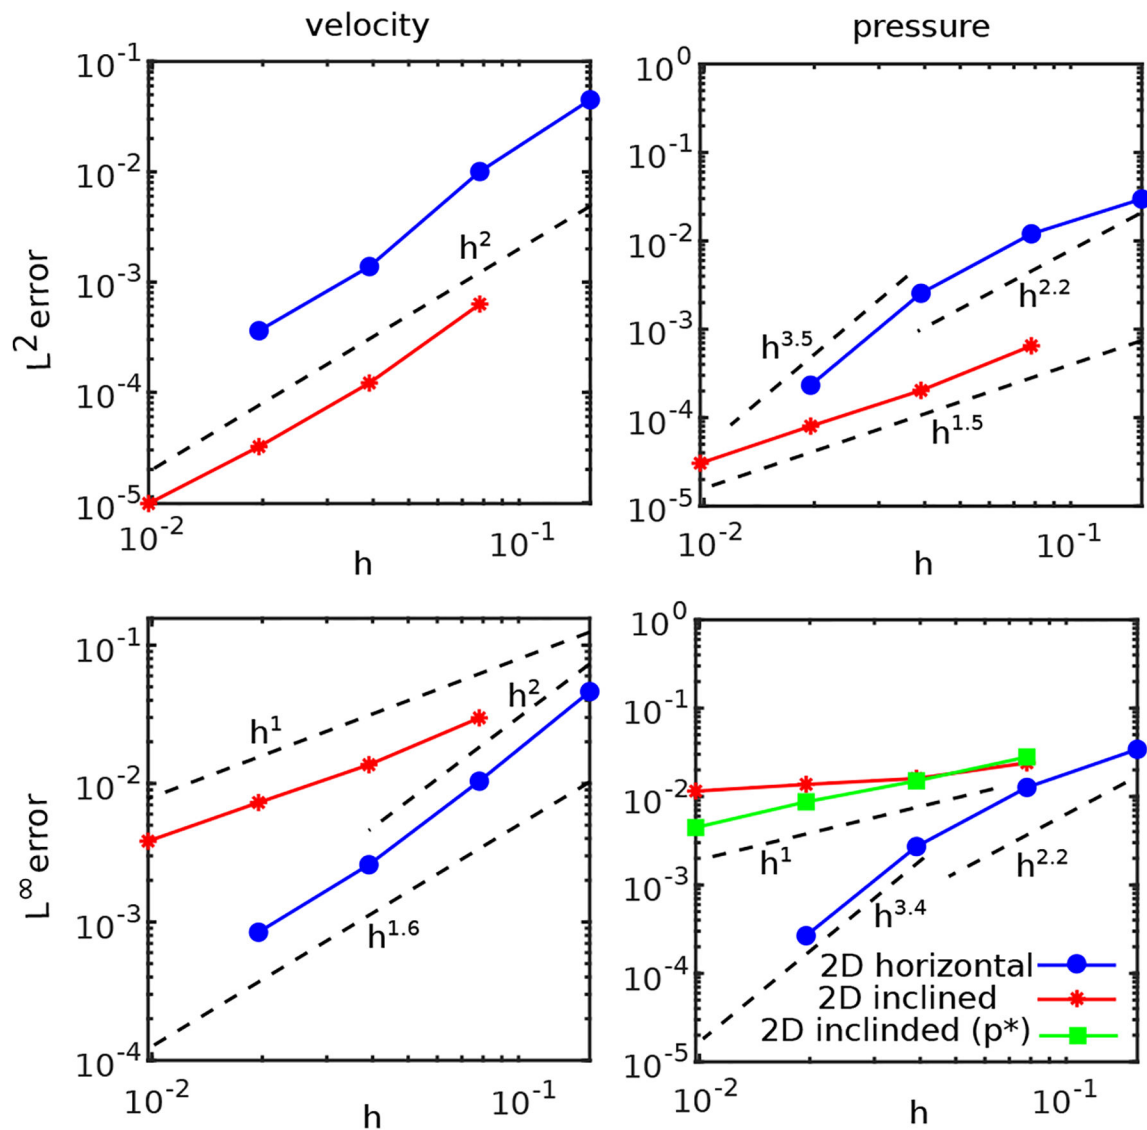 velocity
pressure
10^-1
10^-2
10^-3
10^-4
10^-5
L^2 error
h^2
10^-2
10^-1
h
10^0
10^-1
10^-2
10^-3
10^-4
10^-5
h^3.5
h^2.2
h^1.5
10^-2
10^-1
h
10^-1
10^-2
10^-3
10^-4
L^∞ error
h^1
h^2
h^1.6
10^-2
10^-1
h
10^0
10^-1
10^-2
10^-3
10^-4
10^-5
h^1
h^2.2
h^3.4
2D horizontal
2D inclined
2D inclinded (p*)
10^-2
10^-1
h